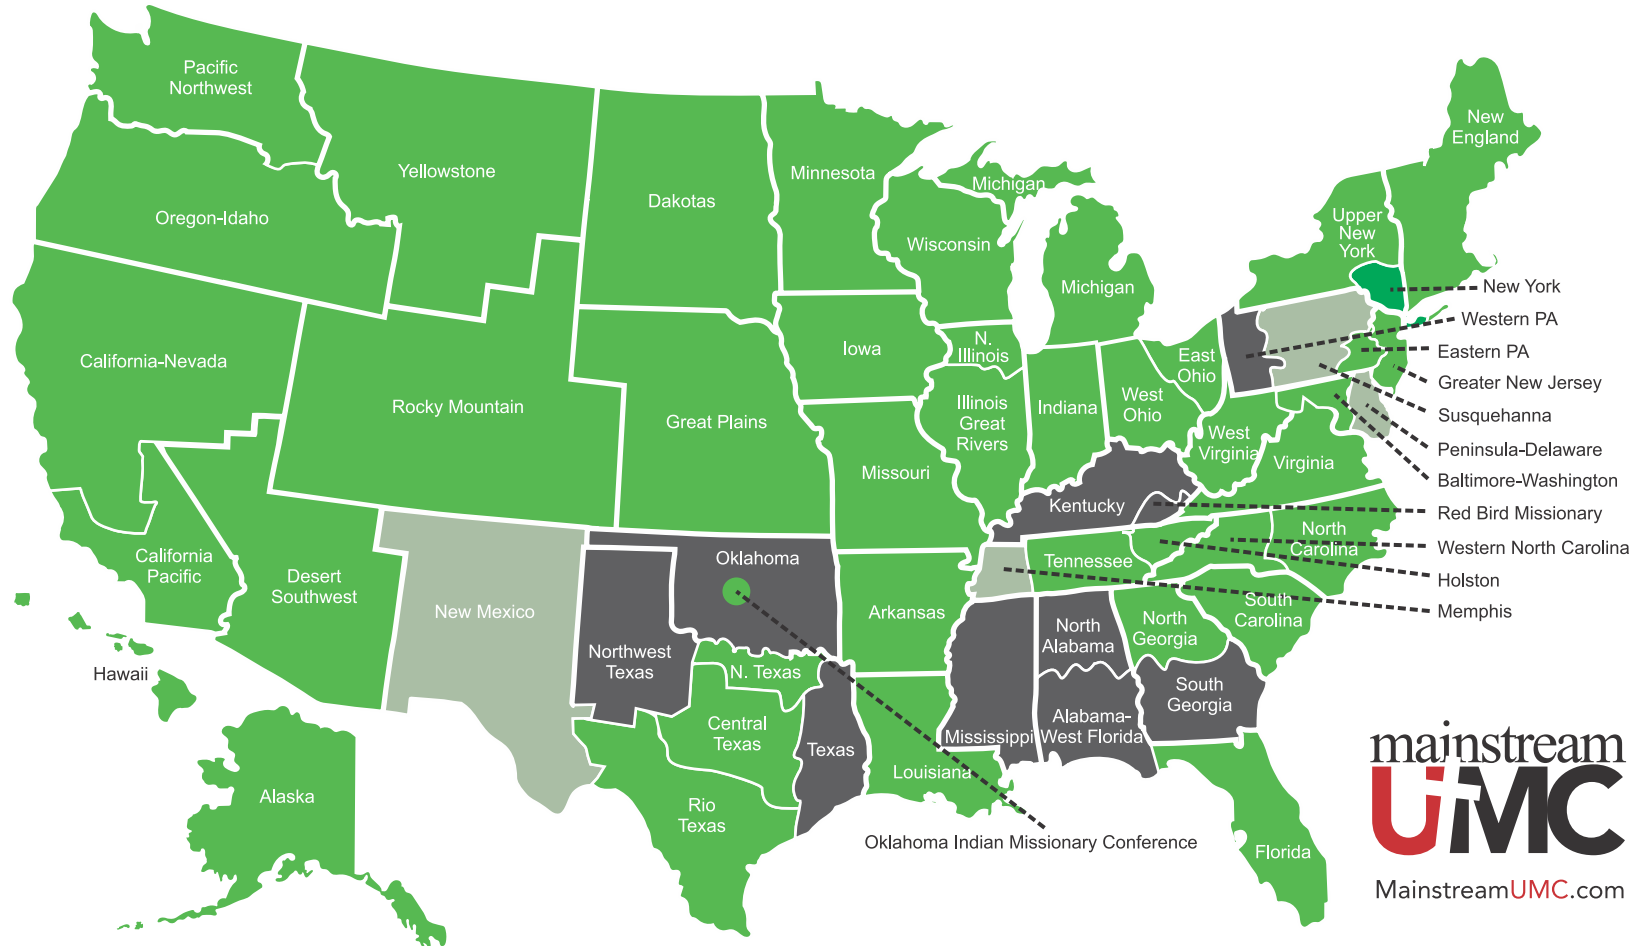 Pacific
Northwest
Yellowstone
Oregon-Idaho
Dakotas
Minnesota
Michigan
Wisconsin
Michigan
New
England
Upper
New
York
New York
Western PA
Eastern PA
Greater New Jersey
Susquehanna
Peninsula-Delaware
Baltimore-Washington
Red Bird Missionary
Western North Carolina
Holston
Memphis
California-Nevada
Rocky Mountain
Great Plains
Iowa
N.
Illinois
Illinois
Great
Rivers
Indiana
West
Ohio
East
Ohio
West
Virginia
Virginia
Missouri
Kentucky
North
Carolina
California
Pacific
Desert
Southwest
New Mexico
Oklahoma
Arkansas
Tennessee
South
Carolina
North
Georgia
North
Alabama
Northwest
Texas
N. Texas
Central
Texas
Texas
Rio
Texas
Louisiana
Mississippi
Alabama-
West Florida
South
Georgia
Florida
Hawaii
Alaska
Oklahoma Indian Missionary Conference
mainstream
UMC
MainstreamUMC.com